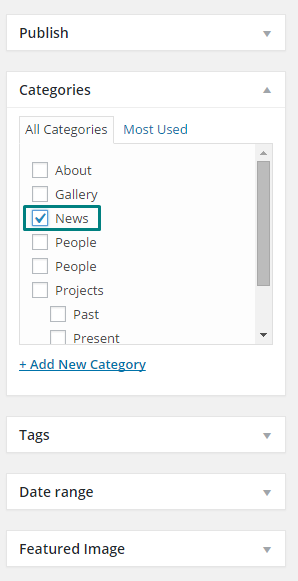 Publish
Categories
All Categories Most Used
About
Gallery
News
People
People
Projects
Past
Present
+ Add New Category
Tags
Date range
Featured Image